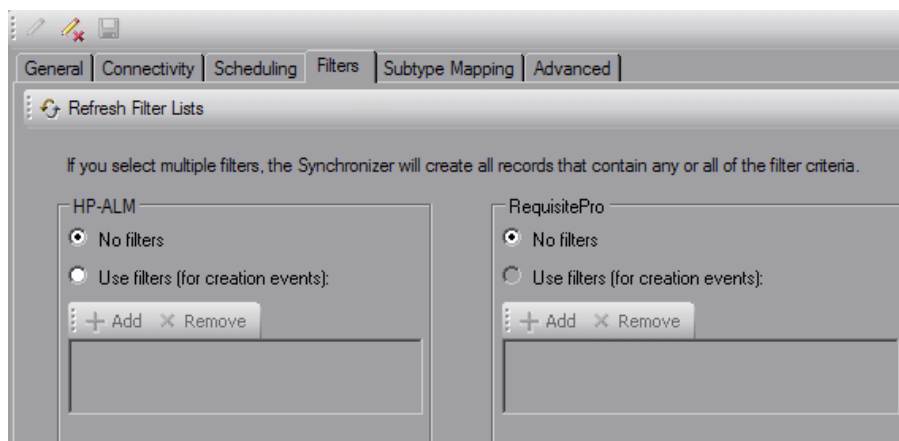 General Connectivity Scheduling Filters Subtype Mapping Advanced
Refresh Filter Lists
If you select multiple filters, the Synchronizer will create all records that contain any or all of the filter criteria.
HP-ALM
No filters
Use filters (for creation events):
Add Remove
RequisitePro
No filters
Use filters (for creation events):
Add Remove